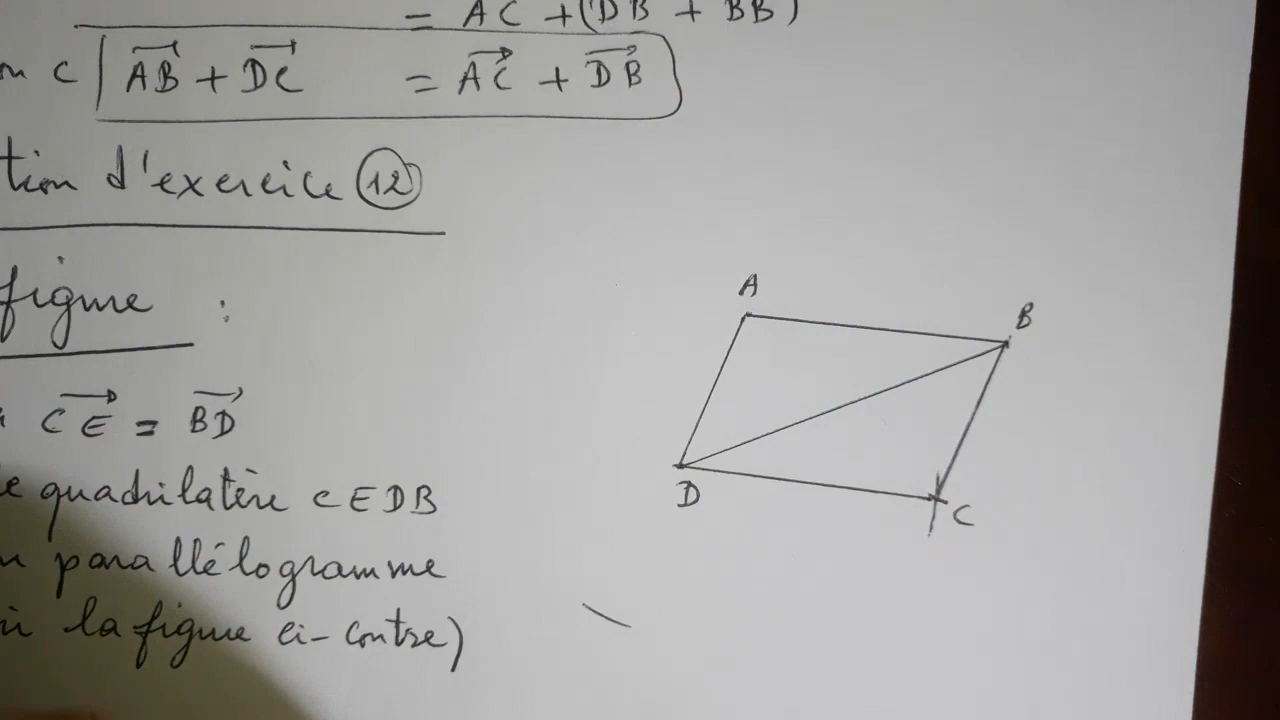 = AC + (DB + BB)
C AB + DC = AC + DB
tion d'exercice 12
figure :
CE = BD
e quadrilatère CEDB
parallélogramme
la figure ci-contre)
A
B
D
C